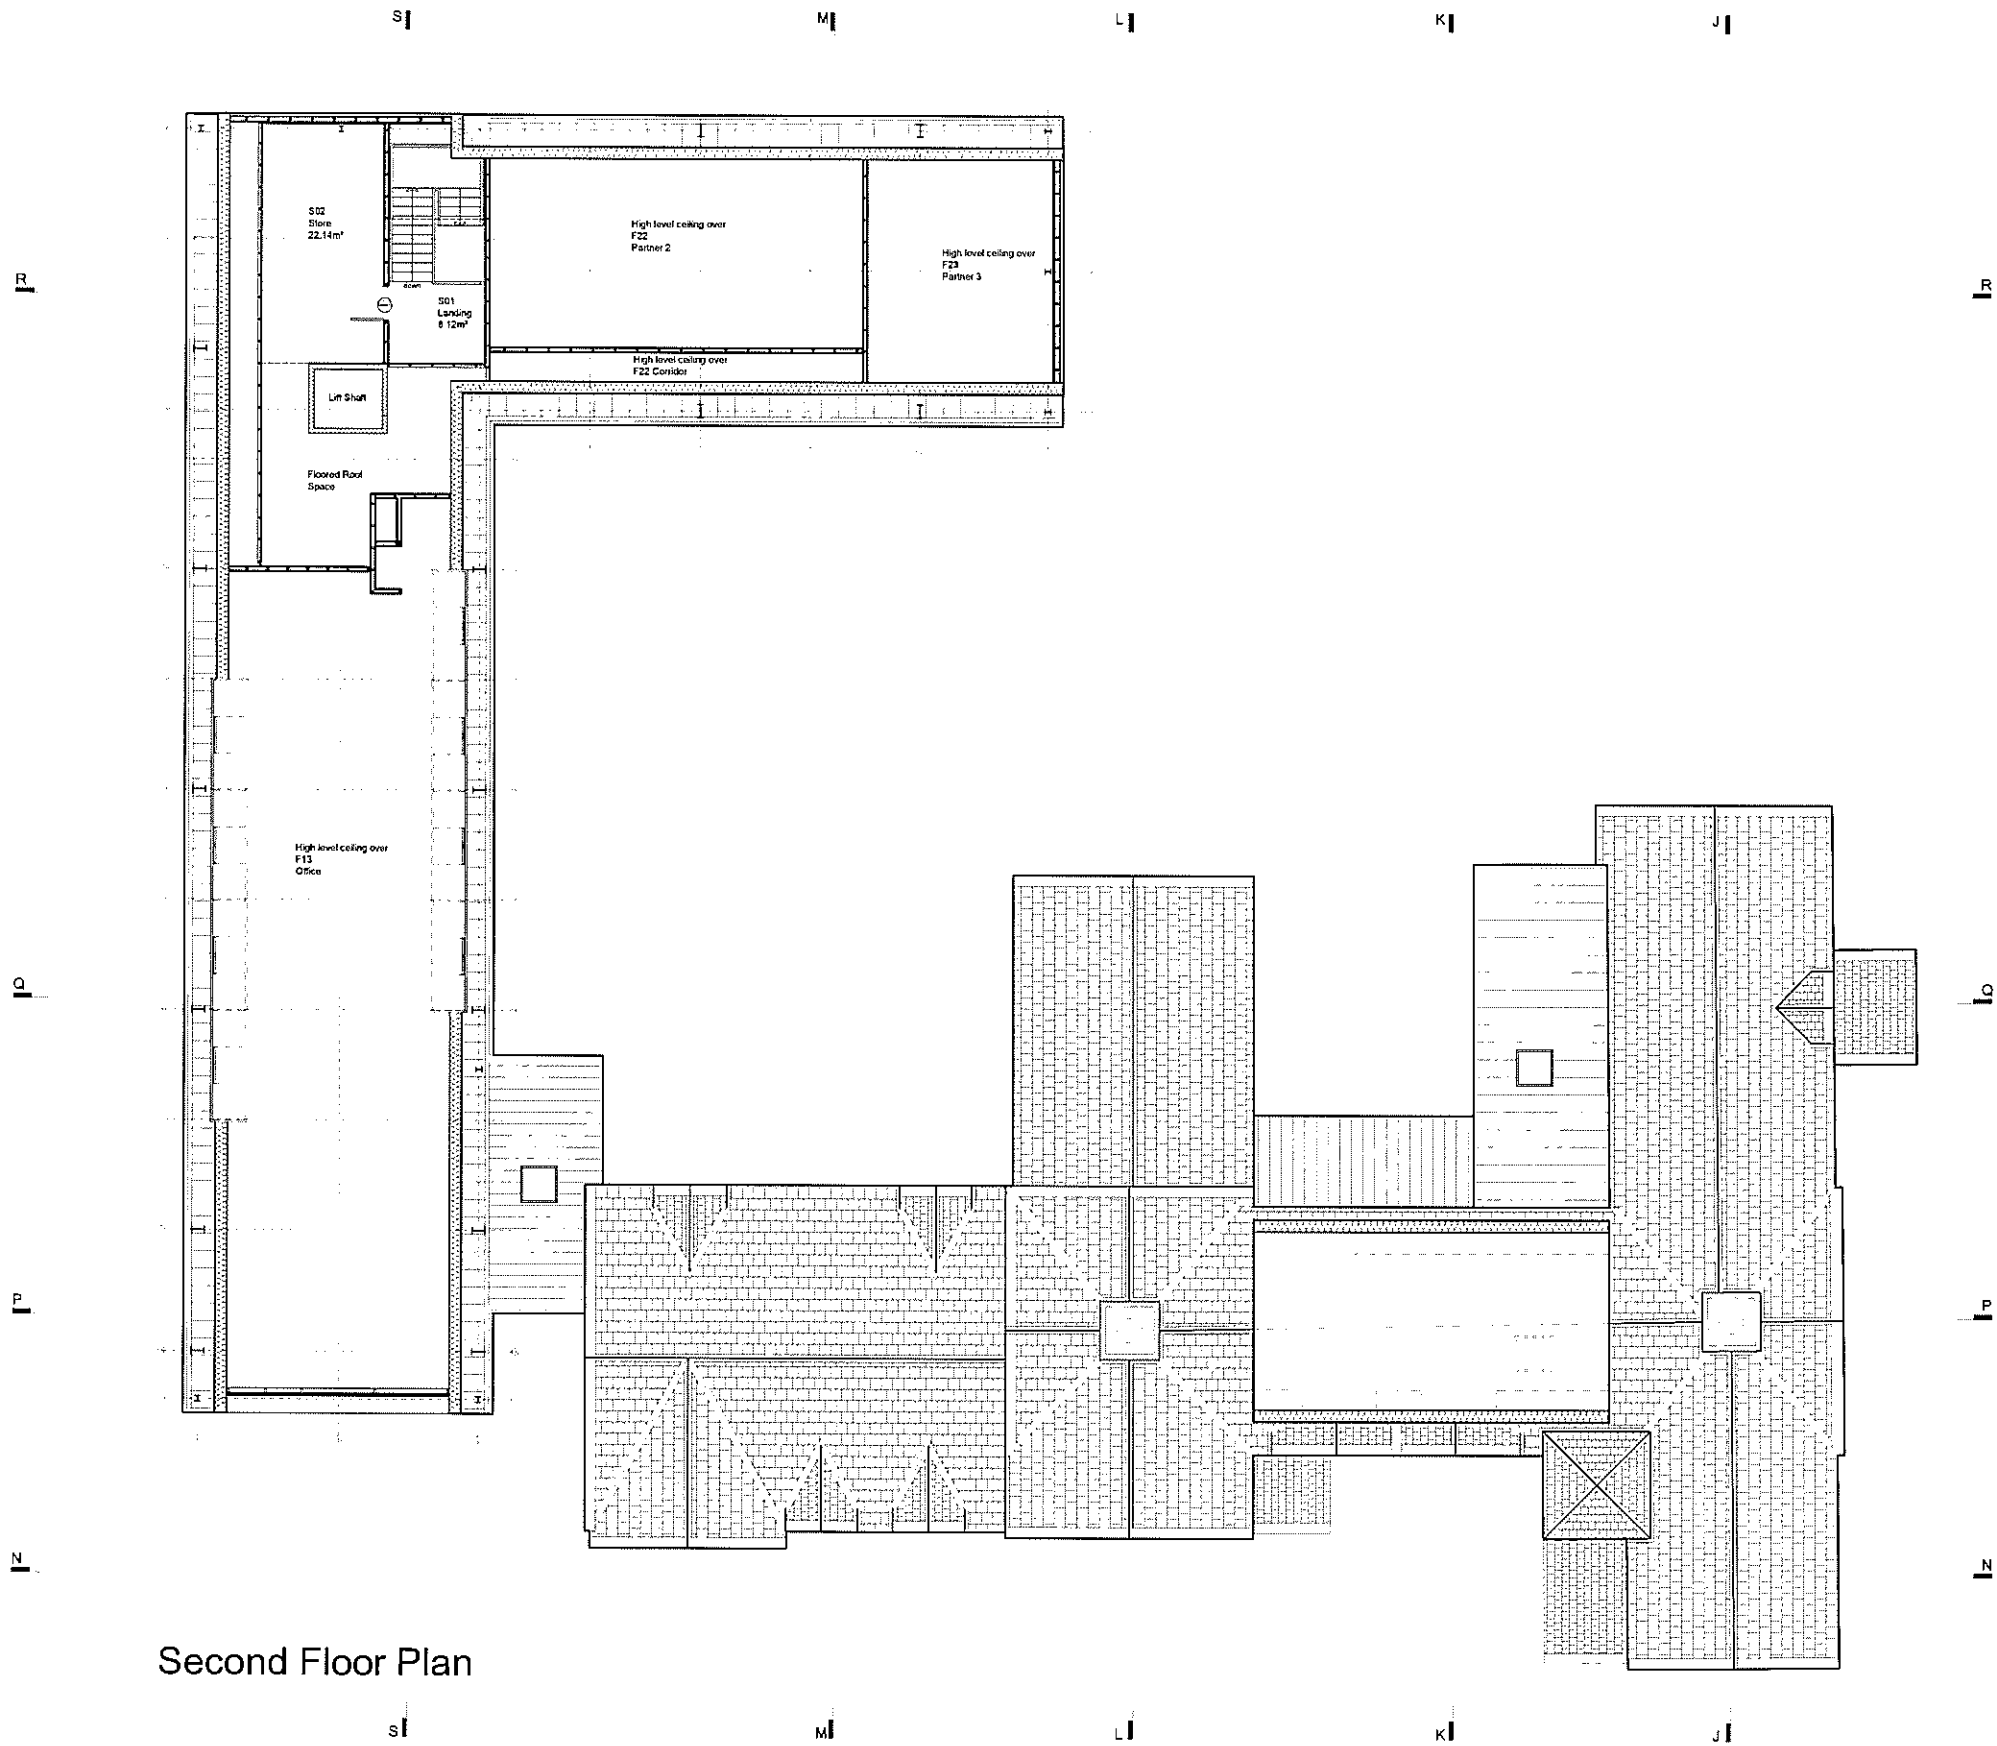 S M L K J
S02
Store
22.14m²
High level ceiling over
F22
Partner 2
High level ceiling over
F23
Partner 3
R R
down
S01
Landing
8.12m²
High level ceiling over
F22 Corridor
Lift Shaft
Floored Roof
Space
High level ceiling over
F13
Office
Q Q
P P
N N
Second Floor Plan
S M L K J